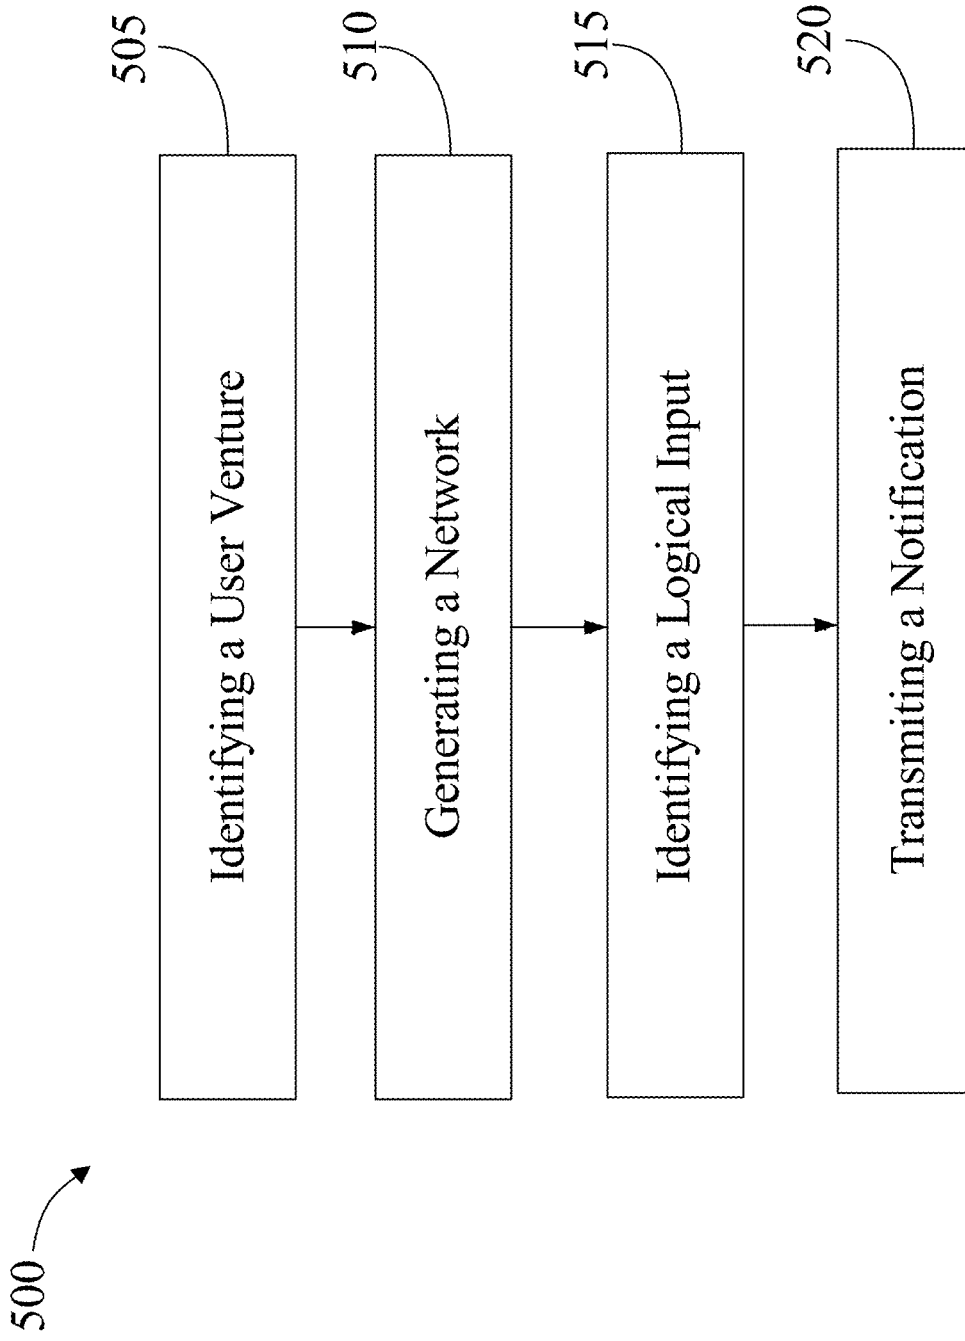 500
505
Identifying a User Venture
510
Generating a Network
515
Identifying a Logical Input
520
Transmiting a Notification